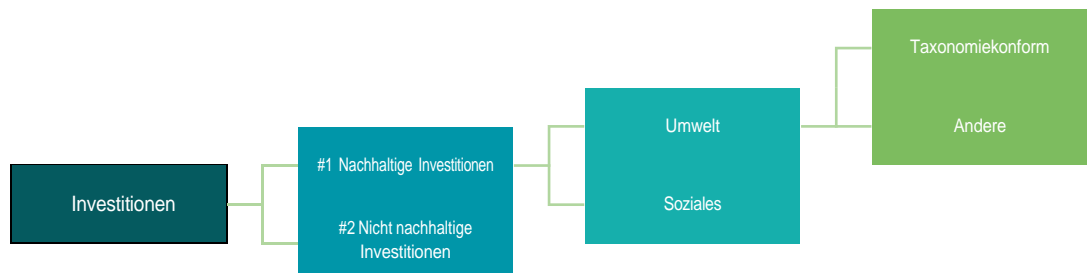 Investitionen
#1 Nachhaltige Investitionen
#2 Nicht nachhaltige
Investitionen
Umwelt
Soziales
Taxonomiekonform
Andere